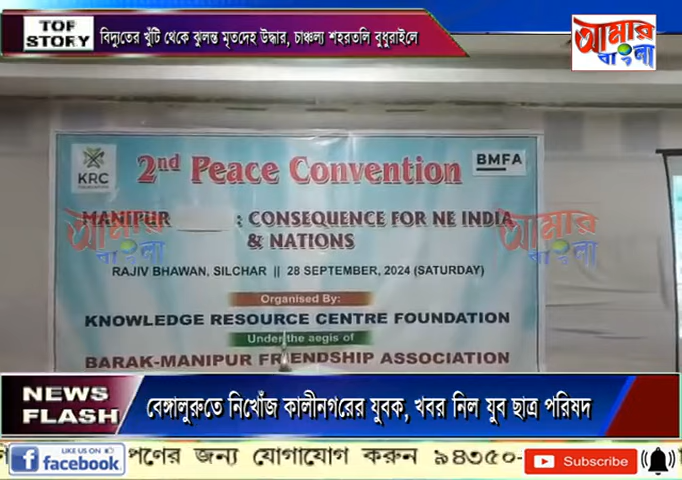 TOP
STORY
বিদ্যুতের খুঁটি থেকে ঝুলন্ত মৃতদেহ উদ্ধার, চাঞ্চল্য শহরতলি বুধুরাইলে
আমার
বাংলা
KRC
FOUNDATION
2nd Peace Convention
BMFA
MANIPUR : CONSEQUENCE FOR NE INDIA
& NATIONS
আমার
বাংলা
আমার
বাংলা
RAJIV BHAWAN, SILCHAR || 28 SEPTEMBER, 2024 (SATURDAY)
Organised By:
KNOWLEDGE RESOURCE CENTRE FOUNDATION
Under the aegis of
BARAK-MANIPUR FRIENDSHIP ASSOCIATION
NEWS
FLASH
বেঙ্গালুরুতে নিখোঁজ কালীনগরের যুবক, খবর নিল যুব ছাত্র পরিষদ
LIKE US ON
facebook
পণের জন্য যোগাযোগ করুন ৯৪৩৫০-
Subscribe